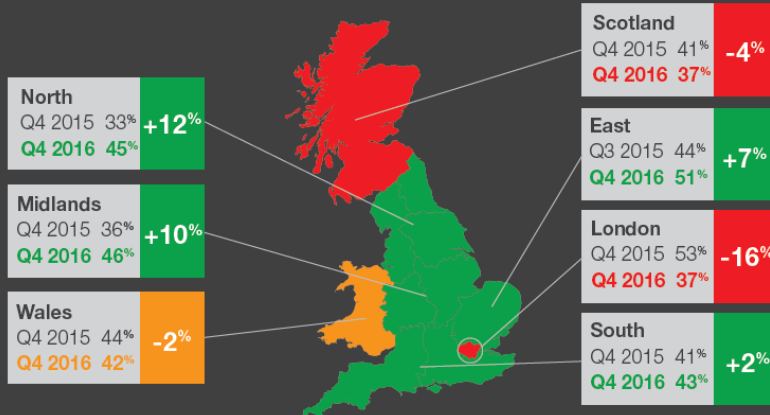 North
Q4 2015 33%
Q4 2016 45%
+12%
Midlands
Q4 2015 36%
Q4 2016 46%
+10%
Wales
Q4 2015 44%
Q4 2016 42%
-2%
Scotland
Q4 2015 41%
Q4 2016 37%
-4%
East
Q3 2015 44%
Q4 2016 51%
+7%
London
Q4 2015 53%
Q4 2016 37%
-16%
South
Q4 2015 41%
Q4 2016 43%
+2%